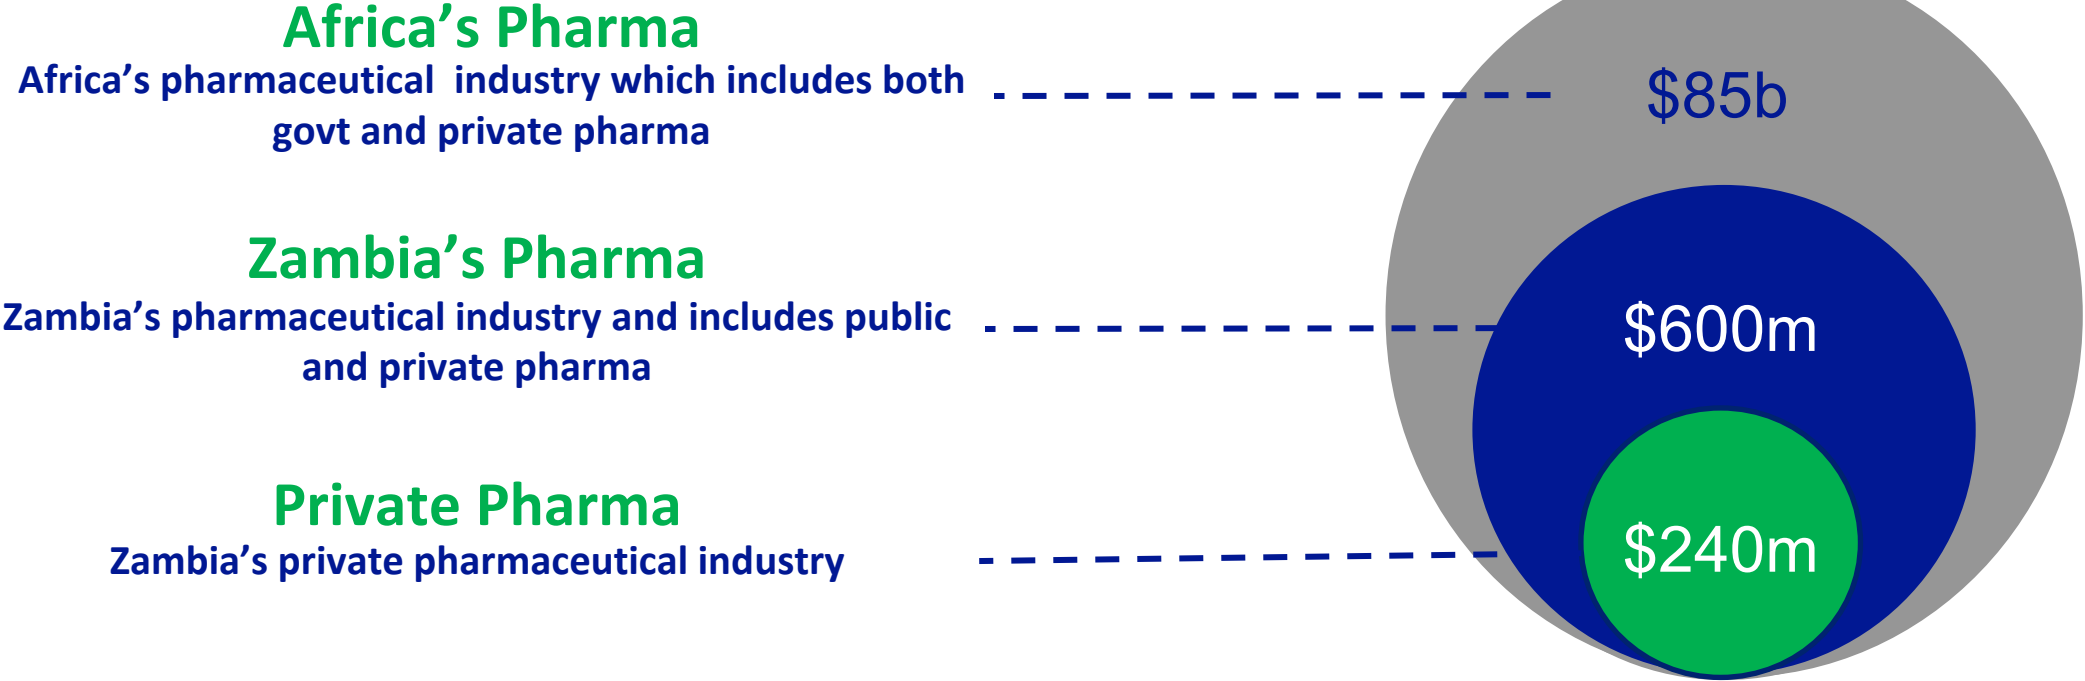 Africa’s Pharma
Africa’s pharmaceutical  industry which includes both
govt and private pharma
$85b
Zambia’s Pharma
Zambia’s pharmaceutical industry and includes public
and private pharma
$600m
Private Pharma
Zambia’s private pharmaceutical industry
$240m